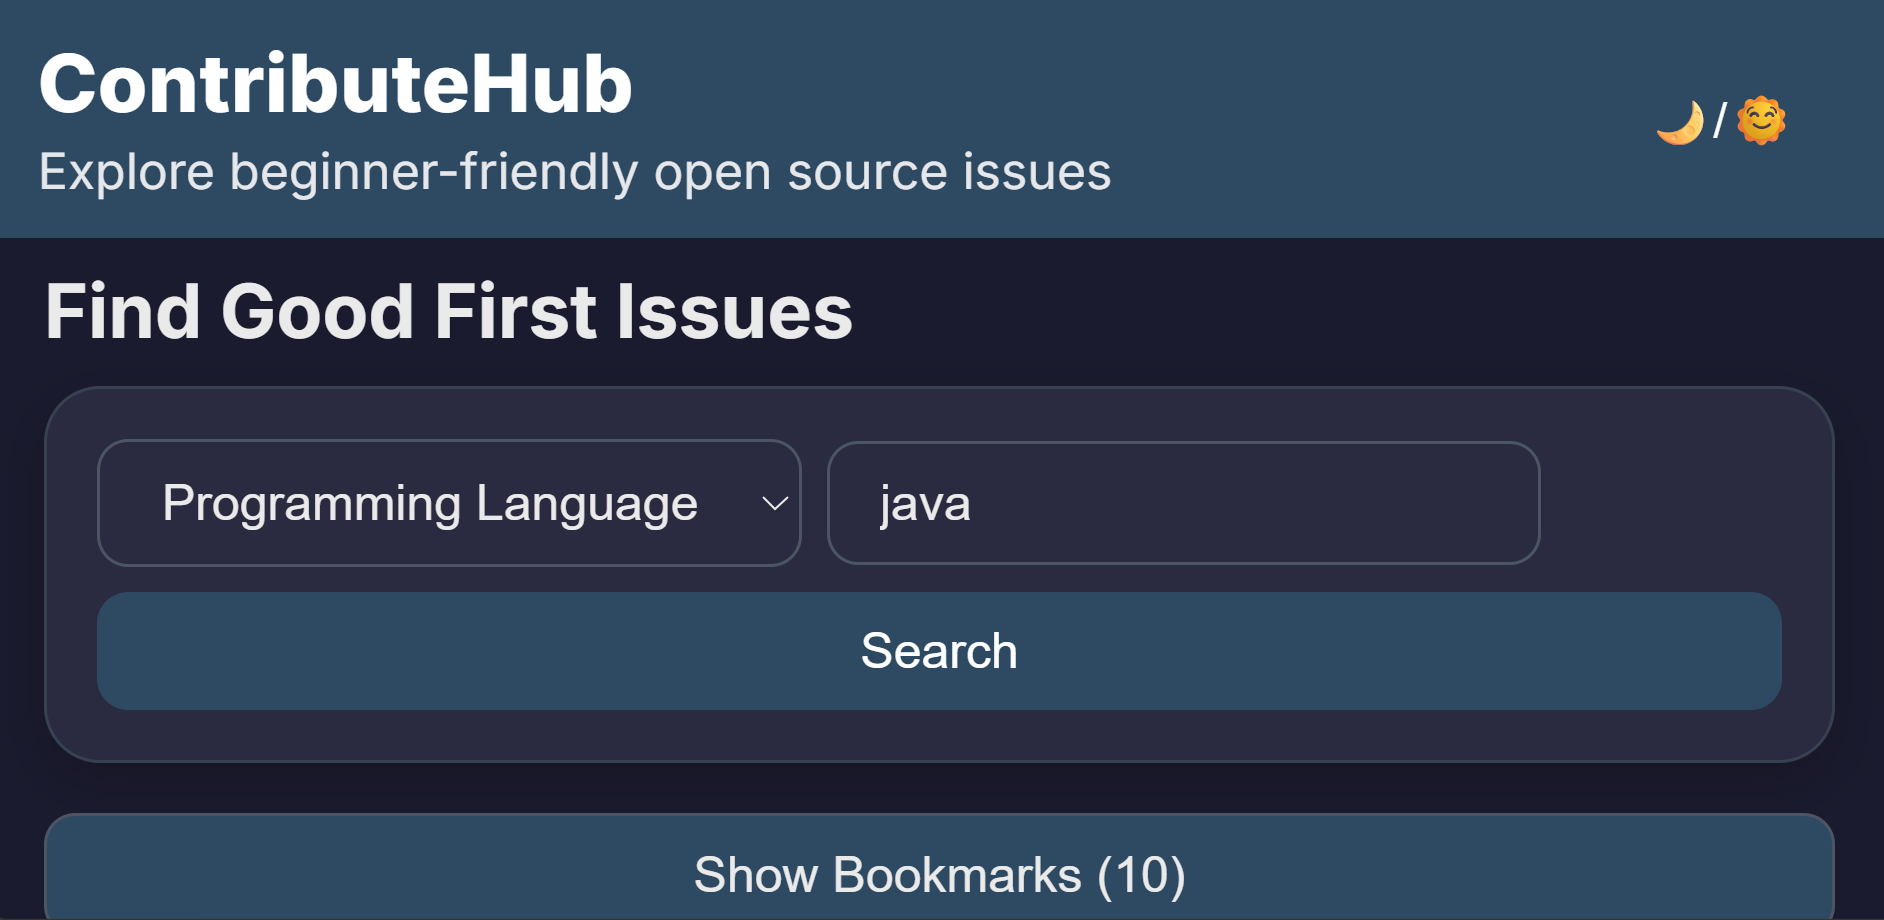 ContributeHub
Explore beginner-friendly open source issues
🌙/🌞
Find Good First Issues
Programming Language
java
Search
Show Bookmarks (10)